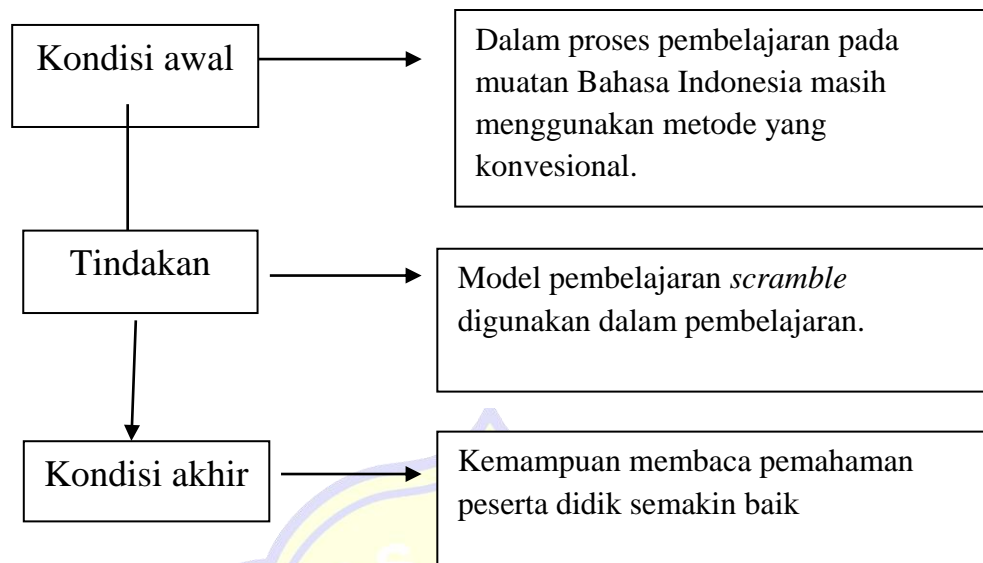 Kondisi awal
Dalam proses pembelajaran pada
muatan Bahasa Indonesia masih
menggunakan metode yang
konvesional.
Tindakan
Model pembelajaran scramble
digunakan dalam pembelajaran.
Kondisi akhir
Kemampuan membaca pemahaman
peserta didik semakin baik